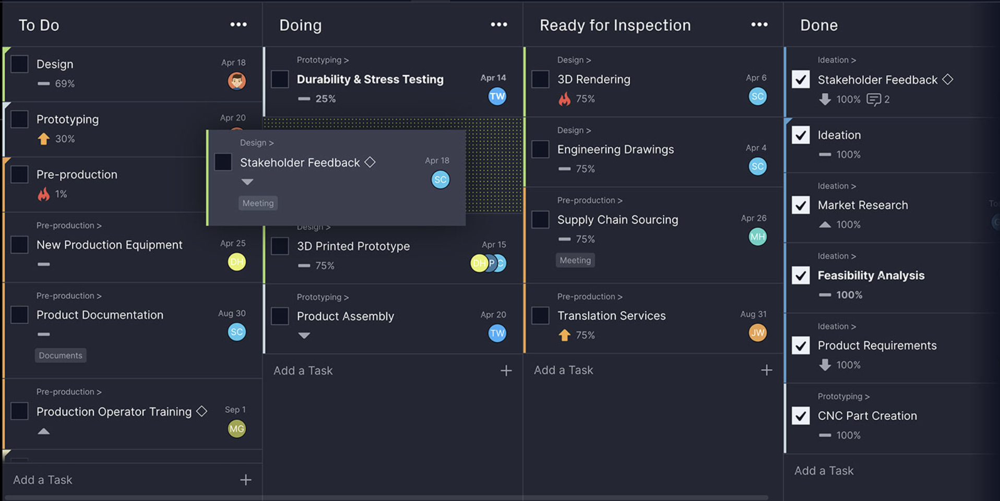 To Do
Design
Apr 18
69%
Prototyping
Apr 20
30%
Pre-production
1%
Pre-production >
New Production Equipment
Apr 25
DH
Pre-production >
Product Documentation
Aug 30
SC
Documents
Pre-production >
Production Operator Training
Sep 1
MG
Add a Task
Doing
Prototyping >
Durability & Stress Testing
Apr 14
TW
25%
Design >
Stakeholder Feedback
Apr 18
SC
Meeting
Design >
3D Printed Prototype
Apr 15
DH P C
75%
Prototyping >
Product Assembly
Apr 20
TW
Add a Task
Ready for Inspection
Design >
3D Rendering
Apr 6
SC
75%
Design >
Engineering Drawings
Apr 4
SC
75%
Pre-production >
Supply Chain Sourcing
Apr 26
MH
75%
Meeting
Pre-production >
Translation Services
Aug 31
JW
75%
Add a Task
Done
Ideation >
Stakeholder Feedback
100% 2
Ideation
100%
Ideation >
Market Research
100%
Ideation >
Feasibility Analysis
100%
Ideation >
Product Requirements
100%
Prototyping >
CNC Part Creation
100%
Add a Task